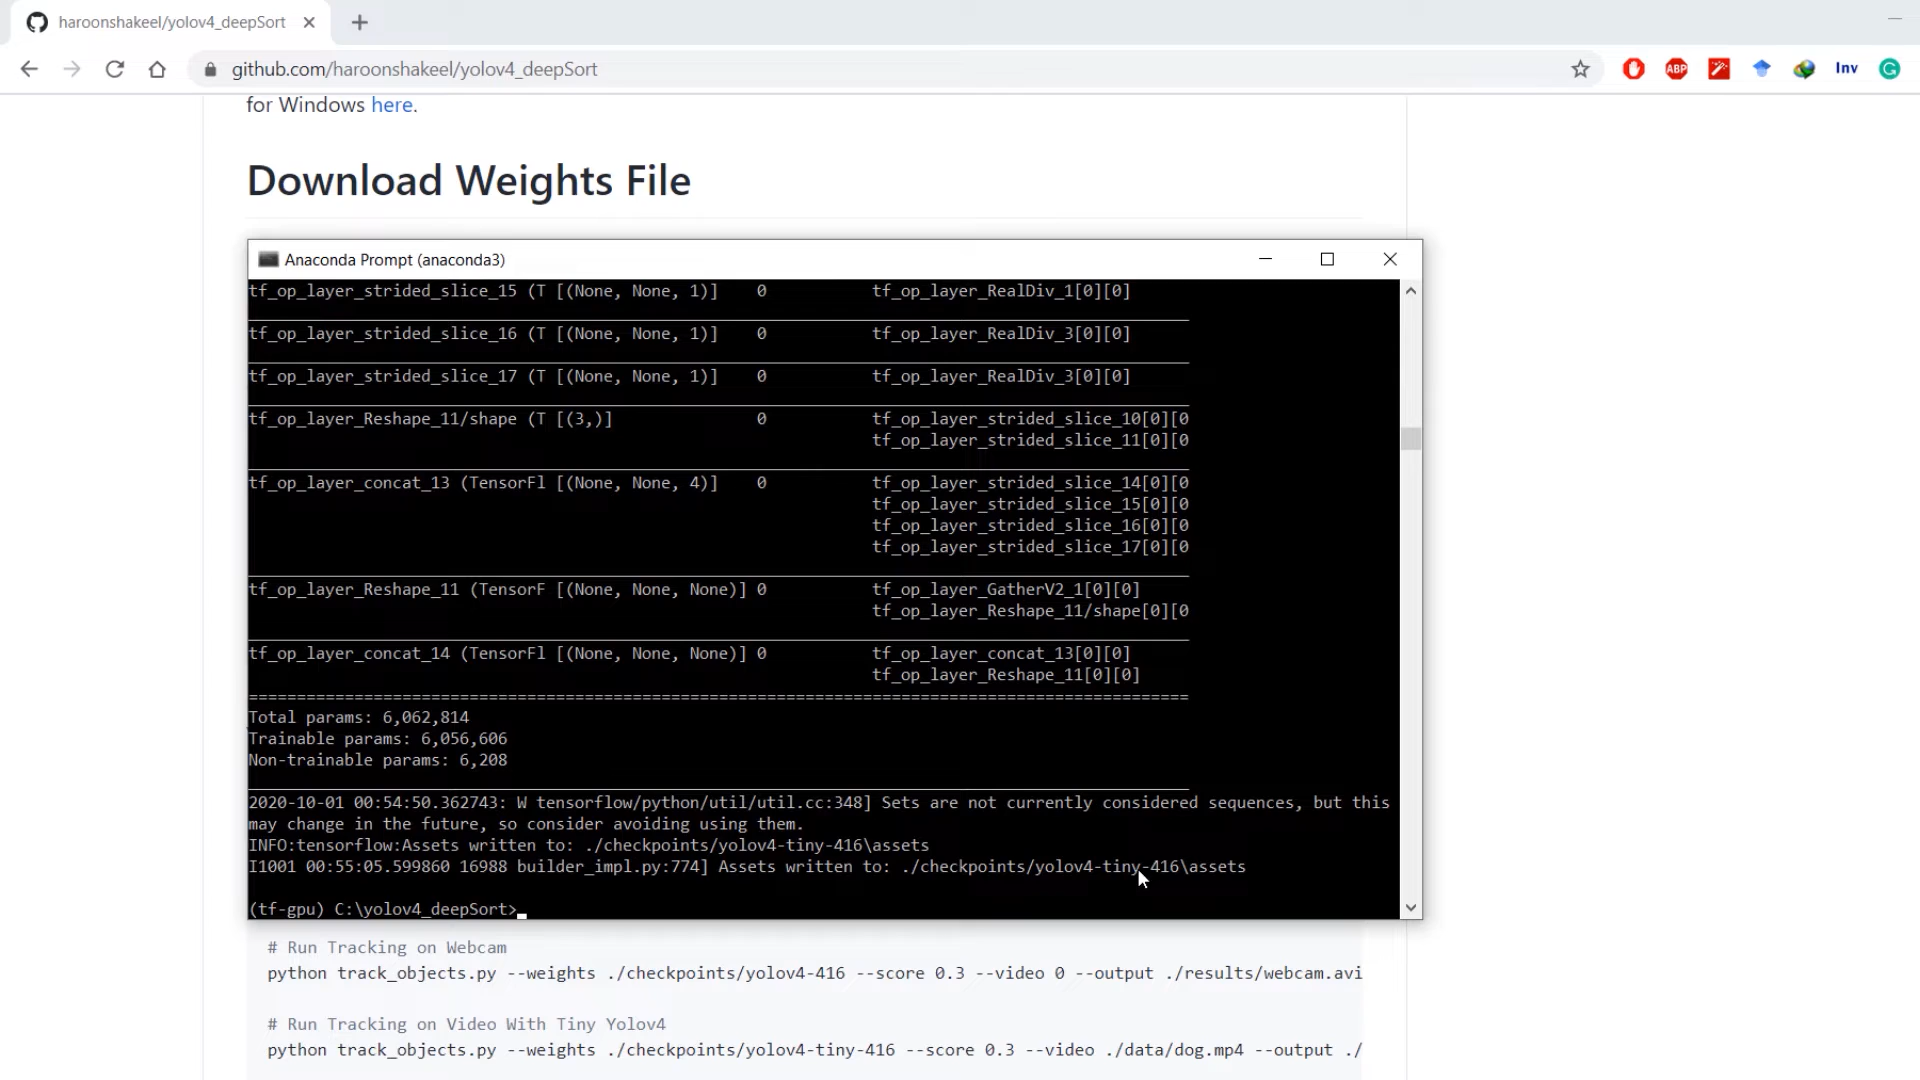 haroonshakeel/yolov4_deepSort
github.com/haroonshakeel/yolov4_deepSort
ABP
Inv
for Windows here.
Download Weights File
Anaconda Prompt (anaconda3)
tf_op_layer_strided_slice_15 (T [(None, None, 1)] 0 tf_op_layer_RealDiv_1[0][0]
tf_op_layer_strided_slice_16 (T [(None, None, 1)] 0 tf_op_layer_RealDiv_3[0][0]
tf_op_layer_strided_slice_17 (T [(None, None, 1)] 0 tf_op_layer_RealDiv_3[0][0]
tf_op_layer_Reshape_11/shape (T [(3,)] 0 tf_op_layer_strided_slice_10[0][0
tf_op_layer_strided_slice_11[0][0
tf_op_layer_concat_13 (TensorFl [(None, None, 4)] 0 tf_op_layer_strided_slice_14[0][0
tf_op_layer_strided_slice_15[0][0
tf_op_layer_strided_slice_16[0][0
tf_op_layer_strided_slice_17[0][0
tf_op_layer_Reshape_11 (TensorF [(None, None, None)] 0 tf_op_layer_GatherV2_1[0][0]
tf_op_layer_Reshape_11/shape[0][0
tf_op_layer_concat_14 (TensorFl [(None, None, None)] 0 tf_op_layer_concat_13[0][0]
tf_op_layer_Reshape_11[0][0]
==================================================================================================
Total params: 6,062,814
Trainable params: 6,056,606
Non-trainable params: 6,208
2020-10-01 00:54:50.362743: W tensorflow/python/util/util.cc:348] Sets are not currently considered sequences, but this
may change in the future, so consider avoiding using them.
INFO:tensorflow:Assets written to: ./checkpoints/yolov4-tiny-416\assets
I1001 00:55:05.599860 16988 builder_impl.py:774] Assets written to: ./checkpoints/yolov4-tiny-416\assets
(tf-gpu) C:\yolov4_deepSort>
# Run Tracking on Webcam
python track_objects.py --weights ./checkpoints/yolov4-416 --score 0.3 --video 0 --output ./results/webcam.avi
# Run Tracking on Video With Tiny Yolov4
python track_objects.py --weights ./checkpoints/yolov4-tiny-416 --score 0.3 --video ./data/dog.mp4 --output ./